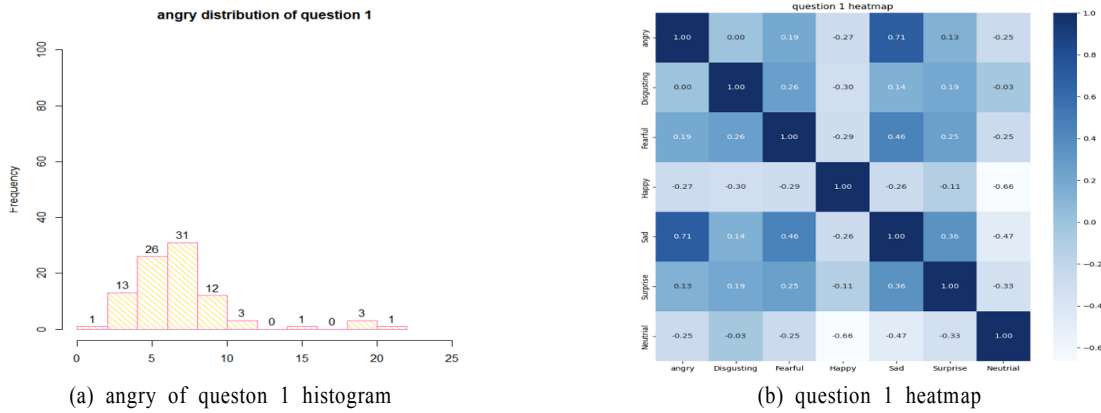 angry distribution of question 1
100
80
60
40
20
0
Frequency
1 13 26 31 12 3 0 1 0 3 1
0 5 10 15 20 25
(a) angry of queston 1 histogram
question 1 heatmap
angry 1.00 0.00 0.19 -0.27 0.71 0.13 -0.25
Disgusting 0.00 1.00 0.26 -0.30 0.14 0.19 -0.03
Fearful 0.19 0.26 1.00 -0.29 0.46 0.25 -0.25
Happy -0.27 -0.30 -0.29 1.00 -0.26 -0.11 -0.66
Sad 0.71 0.14 0.46 -0.26 1.00 0.36 -0.47
Surprise 0.13 0.19 0.25 -0.11 0.36 1.00 -0.33
Neutrial -0.25 -0.03 -0.25 -0.66 -0.47 -0.33 1.00
angry Disgusting Fearful Happy Sad Surprise Neutrial
1.0
0.8
0.6
0.4
0.2
0.0
-0.2
-0.4
-0.6
(b) question 1 heatmap